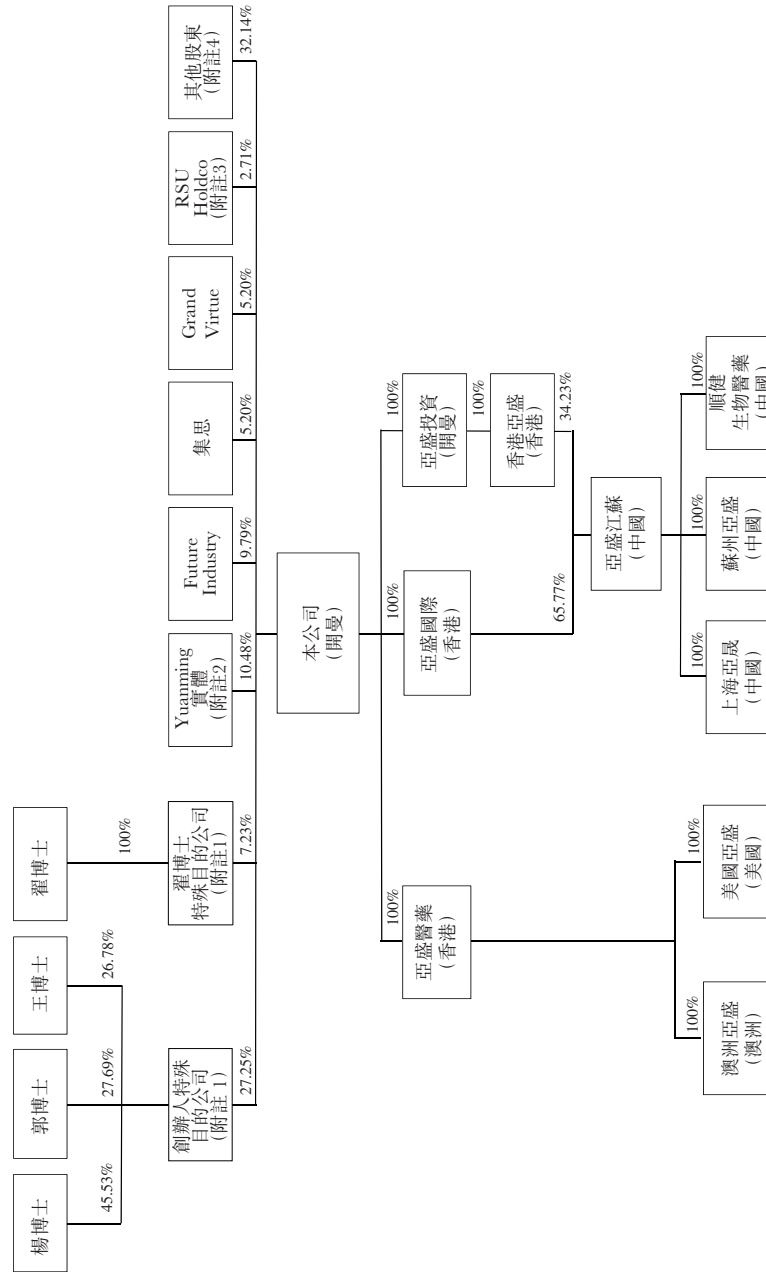 楊博士
郭博士
王博士
翟博士
45.53%
27.69%
26.78%
100%
創辦人特殊
目的公司
（附註 1）
翟博士
特殊目的公司
（附註1）
Yuanming
實體
（附註2）
Future
Industry
集思
Grand
Virtue
RSU
Holdco
（附註3）
其他股東
（附註4）
27.25%
7.23%
10.48%
9.79%
5.20%
5.20%
2.71%
32.14%
本公司
（開曼）
100%
100%
100%
亞盛醫藥
（香港）
亞盛國際
（香港）
亞盛投資
（開曼）
100%
香港亞盛
（香港）
65.77%
34.23%
亞盛江蘇
（中國）
100%
100%
100%
100%
100%
澳洲亞盛
（澳洲）
美國亞盛
（美國）
上海亞晟
（中國）
蘇州亞盛
（中國）
順健
生物醫藥
（中國）